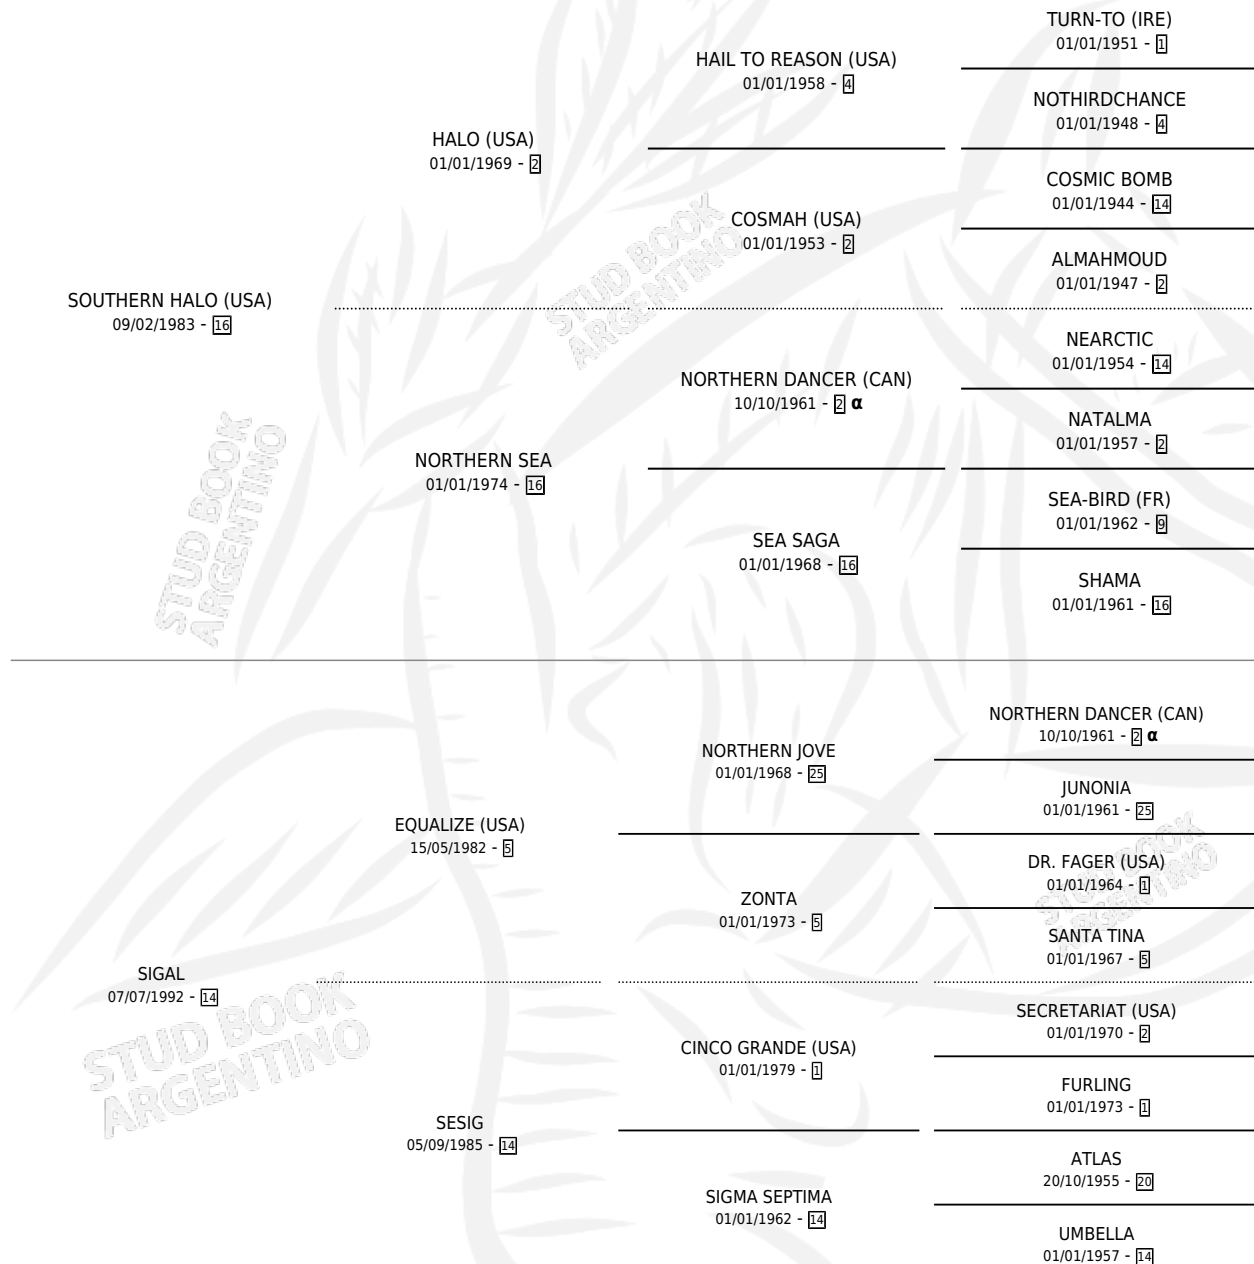 TURN-TO (IRE)
01/01/1951 - 1
HAIL TO REASON (USA)
01/01/1958 - 4
NOTHIRDCHANCE
01/01/1948 - 4
HALO (USA)
01/01/1969 - 2
COSMIC BOMB
01/01/1944 - 14
COSMAH (USA)
01/01/1953 - 2
ALMAHMOUD
01/01/1947 - 2
SOUTHERN HALO (USA)
09/02/1983 - 16
NEARCTIC
01/01/1954 - 14
NORTHERN DANCER (CAN)
10/10/1961 - 2 α
NATALMA
01/01/1957 - 2
NORTHERN SEA
01/01/1974 - 16
SEA-BIRD (FR)
01/01/1962 - 9
SEA SAGA
01/01/1968 - 16
SHAMA
01/01/1961 - 16
NORTHERN DANCER (CAN)
10/10/1961 - 2 α
NORTHERN JOVE
01/01/1968 - 25
JUNONIA
01/01/1961 - 25
EQUALIZE (USA)
15/05/1982 - 5
DR. FAGER (USA)
01/01/1964 - 1
ZONTA
01/01/1973 - 5
SANTA TINA
01/01/1967 - 5
SIGAL
07/07/1992 - 14
SECRETARIAT (USA)
01/01/1970 - 2
CINCO GRANDE (USA)
01/01/1979 - 1
FURLING
01/01/1973 - 1
SESIG
05/09/1985 - 14
ATLAS
20/10/1955 - 20
SIGMA SEPTIMA
01/01/1962 - 14
UMBELLA
01/01/1957 - 14
STUD BOOK
ARGENTINO
STUD BOOK
ARGENTINO
STUD BOOK
ARGENTINO
STUD BOOK
ARGENTINO